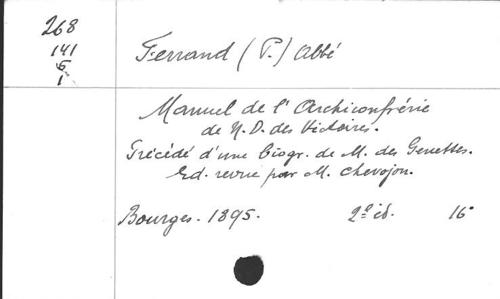 268
141
6
1
Ferrand (P.) Abbé
Manuel de l'Archiconfrérie
de N.D. des Victoires.
Précédé d'une biogr. de M. des Genettes.
Ed. revue par M. Chevojon.
Bourges. 1895. 2e éd. 16°